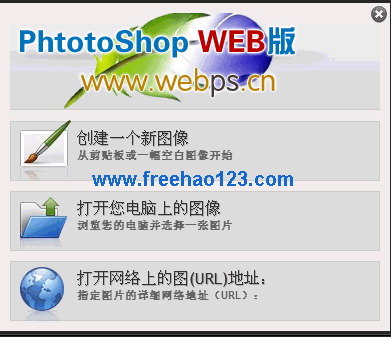 PhtotoShop WEB版
www.webps.cn
创建一个新图像
从剪贴板或一幅空白图像开始
www.freehao123.com
打开您电脑上的图像
浏览您的电脑并选择一张图片
打开网络上的图(URL)地址：
指定图片的详细网络地址（URL）：